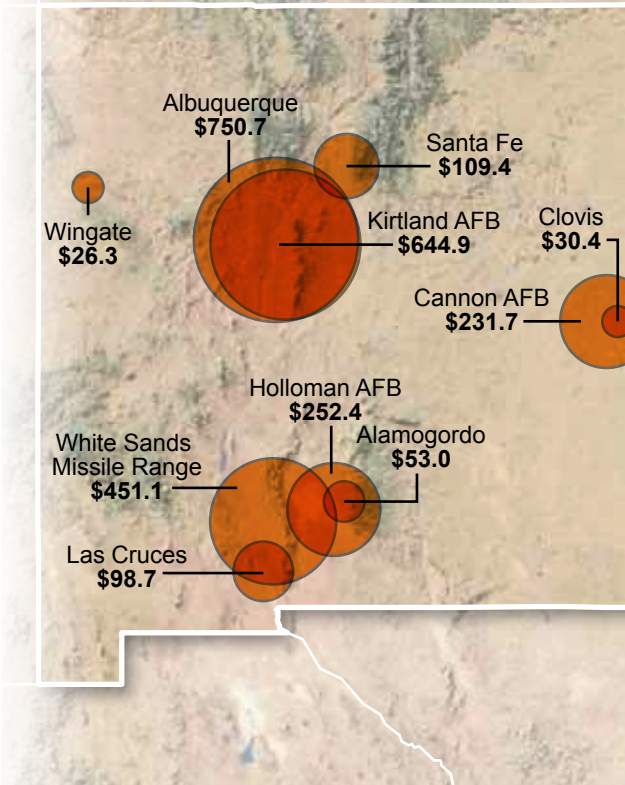 Albuquerque
$750.7
Santa Fe
$109.4
Wingate
$26.3
Kirtland AFB
$644.9
Clovis
$30.4
Cannon AFB
$231.7
Holloman AFB
$252.4
Alamogordo
$53.0
White Sands
Missile Range
$451.1
Las Cruces
$98.7